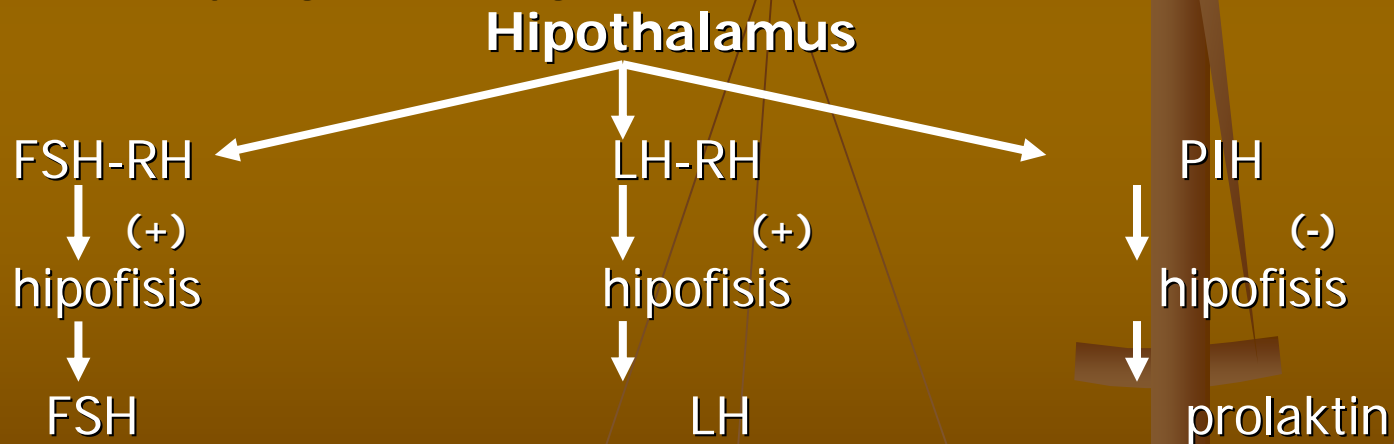 Hipothalamus
FSH-RH LH-RH PIH
(+) (+) (-)
hipofisis hipofisis hipofisis
FSH LH prolaktin